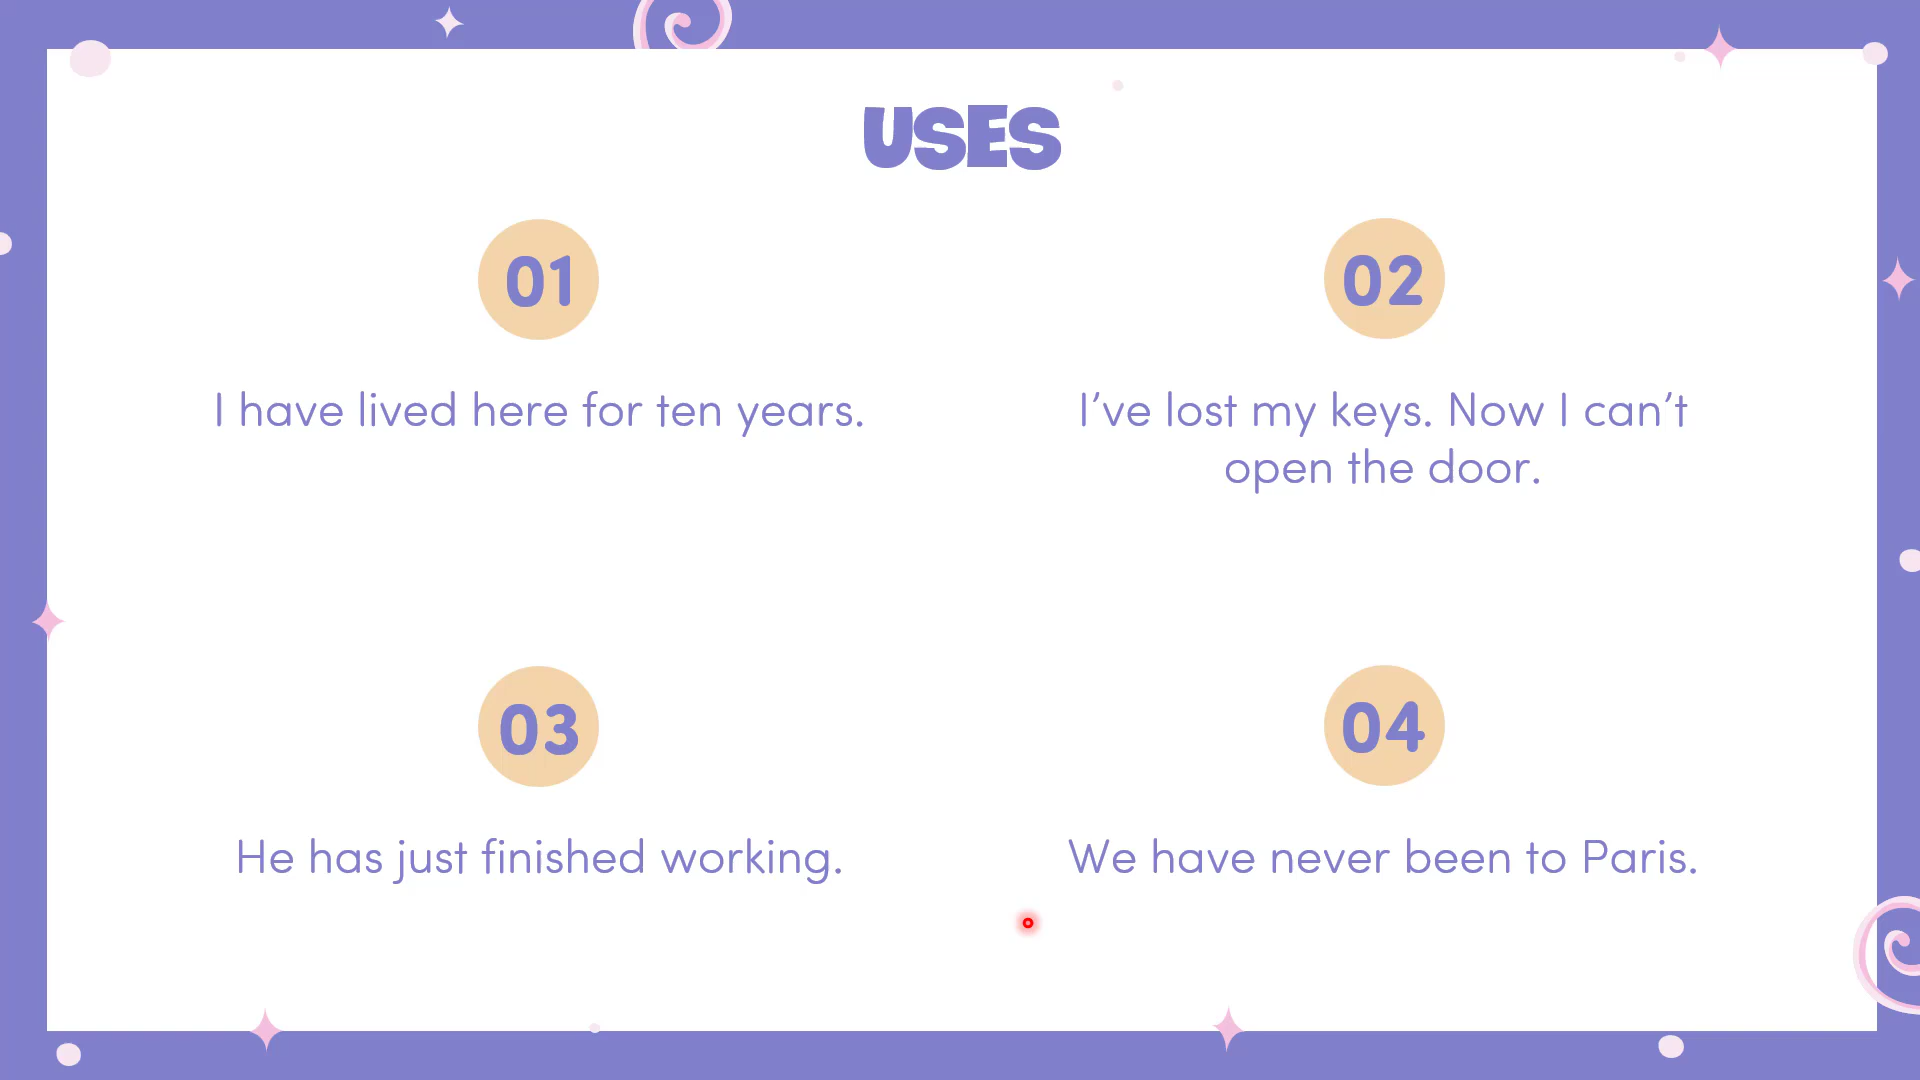 USES
01
I have lived here for ten years.
02
I’ve lost my keys. Now I can’t
open the door.
03
He has just finished working.
04
We have never been to Paris.